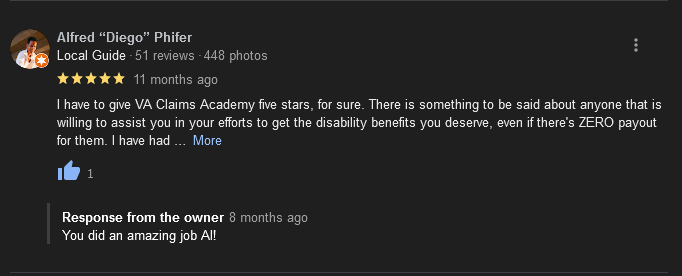 Alfred “Diego” Phifer
Local Guide · 51 reviews · 448 photos
11 months ago
I have to give VA Claims Academy five stars, for sure. There is something to be said about anyone that is
willing to assist you in your efforts to get the disability benefits you deserve, even if there's ZERO payout
for them. I have had ... More
1
Response from the owner 8 months ago
You did an amazing job Al!